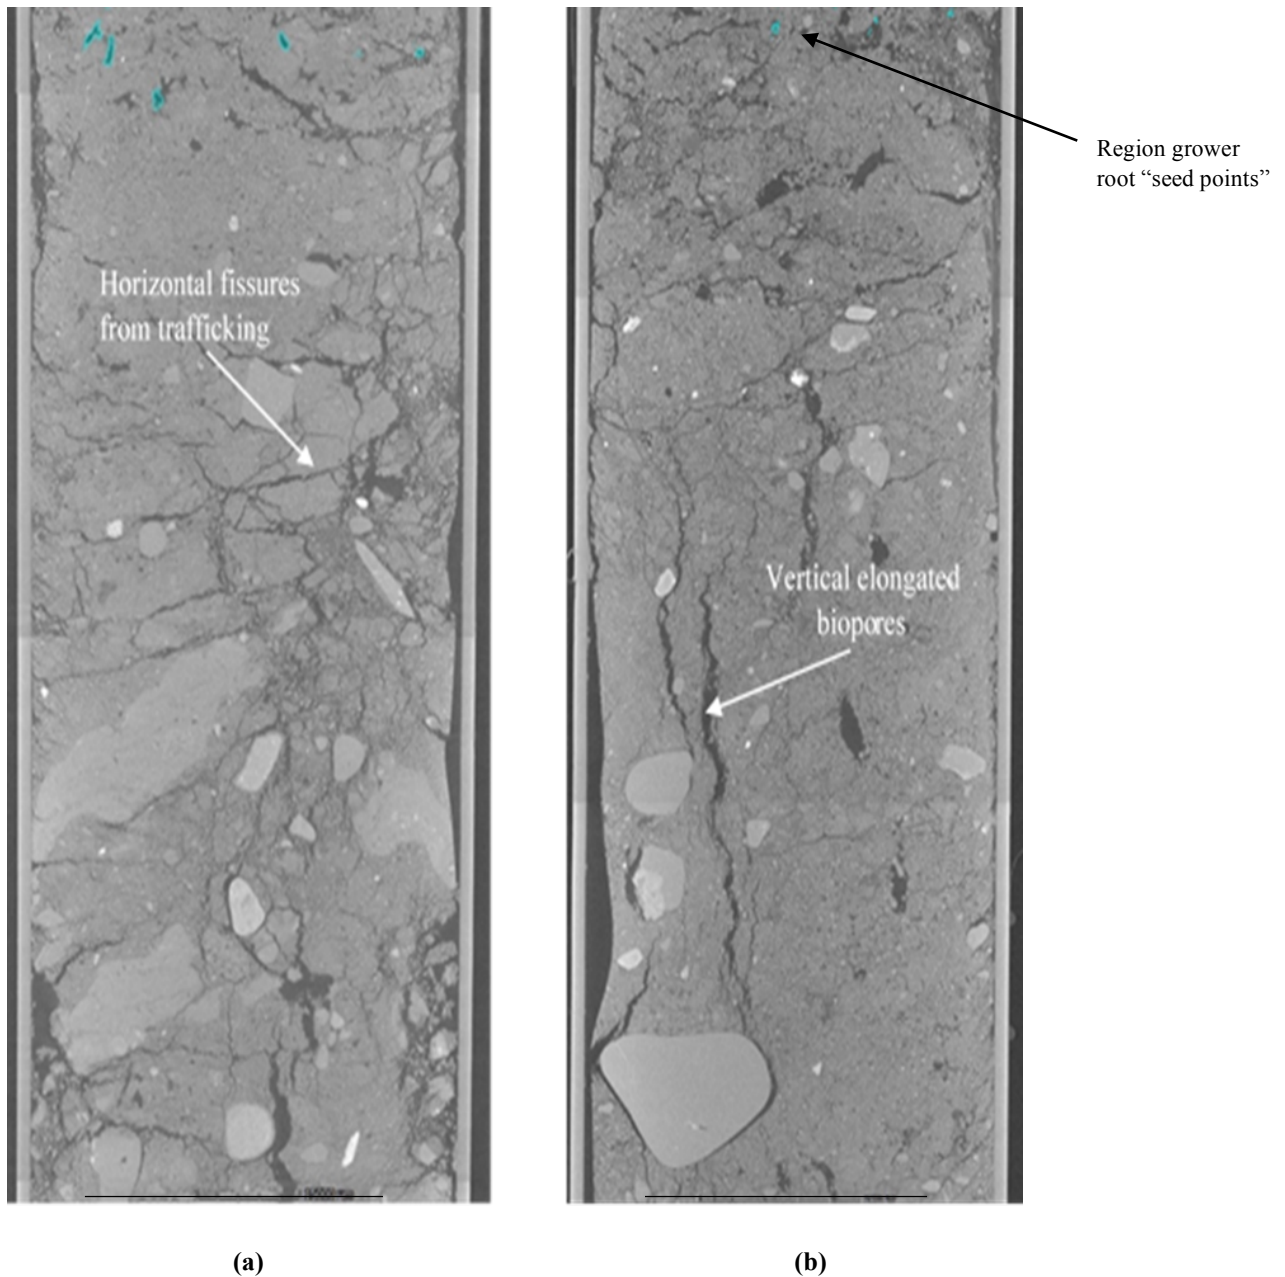 Region grower
root “seed points”
Horizontal fissures
from trafficking
Vertical elongated
biopores
(a)
(b)